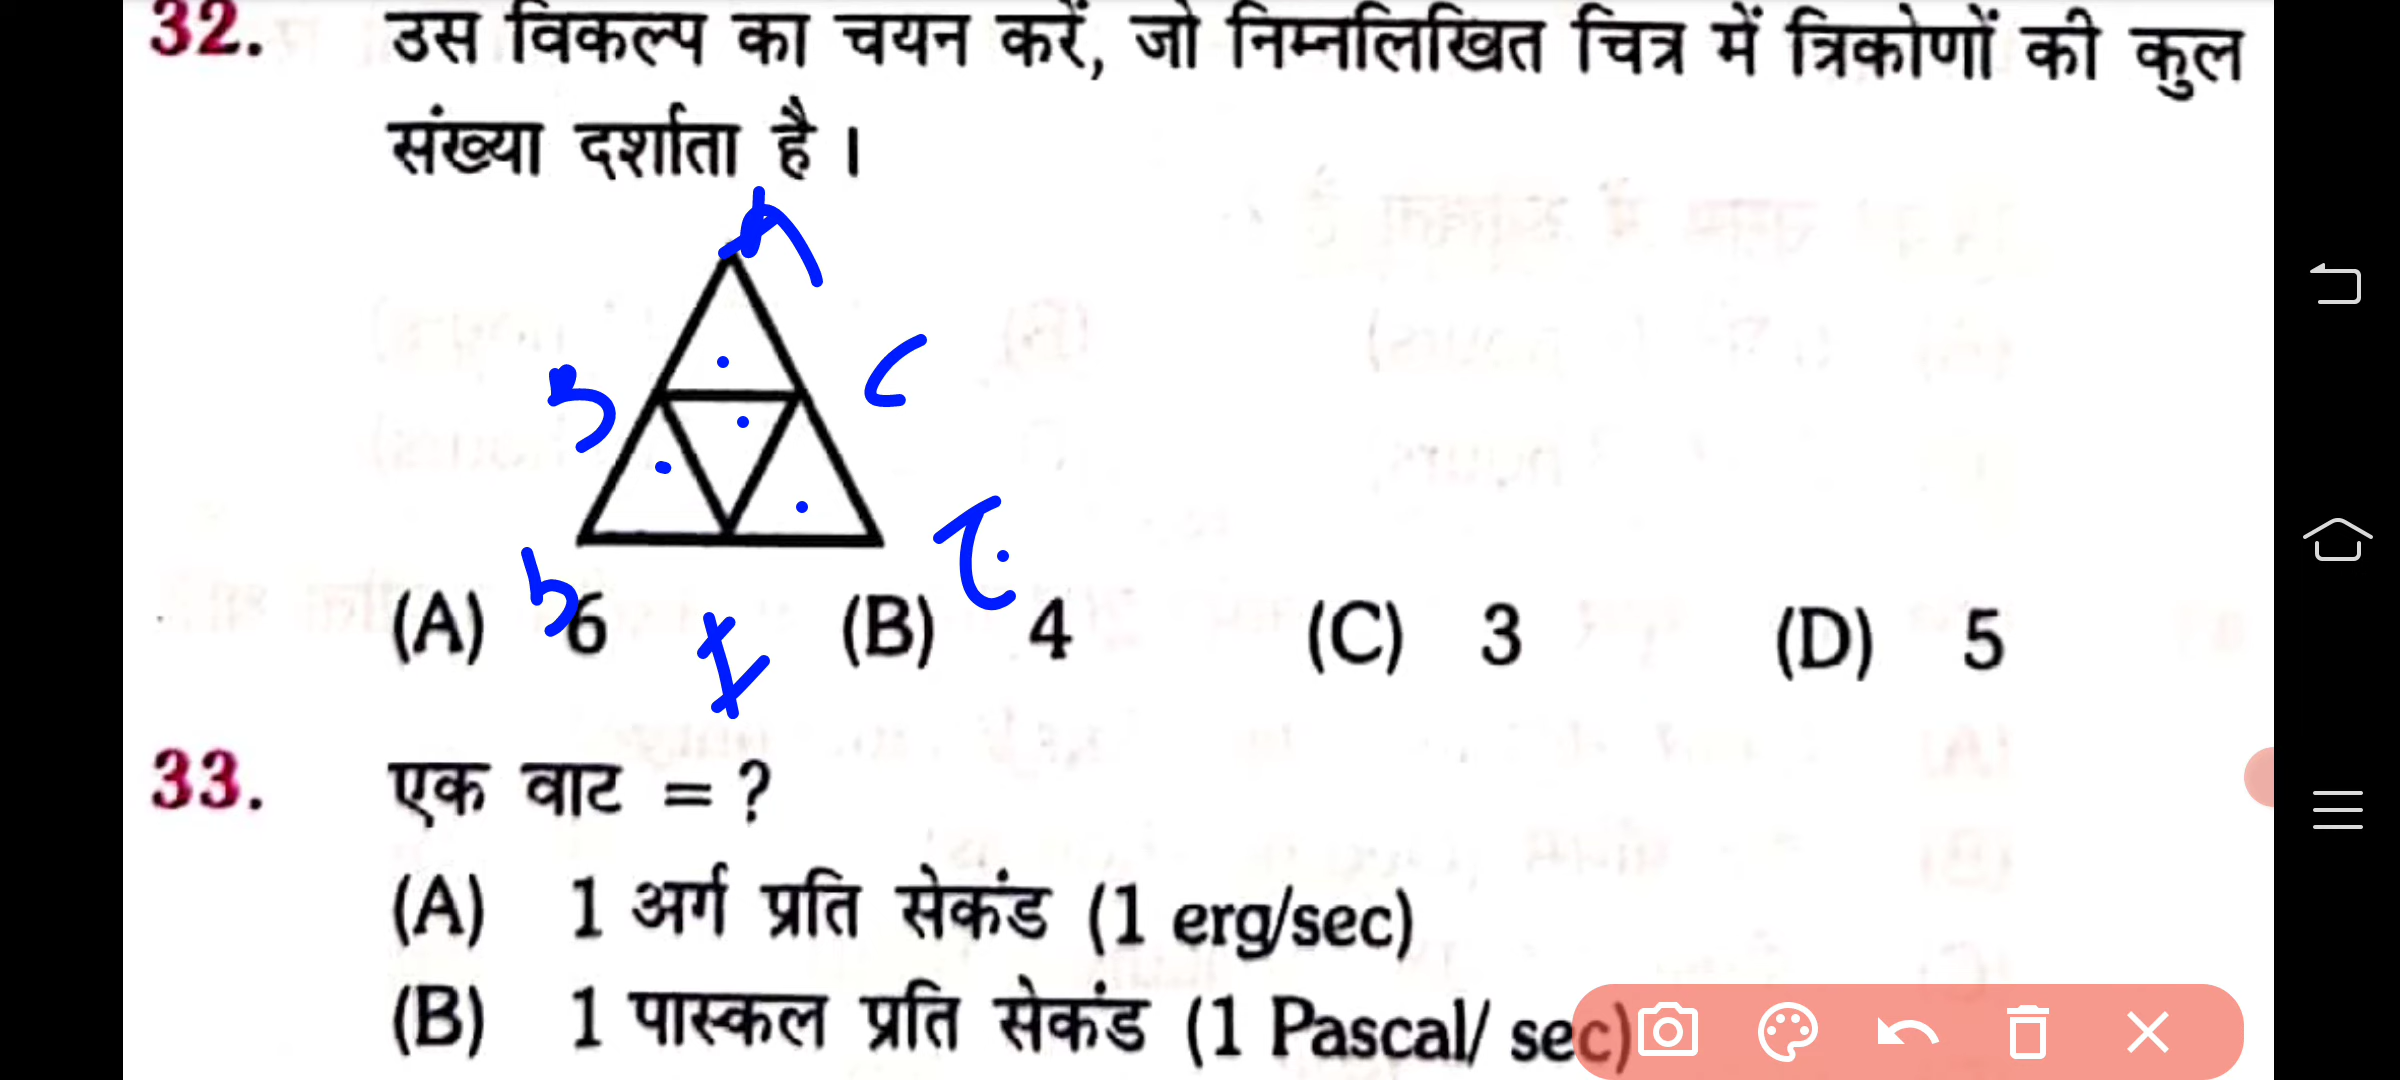 32. उस विकल्प का चयन करें, जो निम्नलिखित चित्र में त्रिकोणों की कुल
संख्या दर्शाता है ।
(A) 6 (B) 4 (C) 3 (D) 5
33. एक वाट = ?
(A) 1 अर्ग प्रति सेकंड (1 erg/sec)
(B) 1 पास्कल प्रति सेकंड (1 Pascal/ sec)